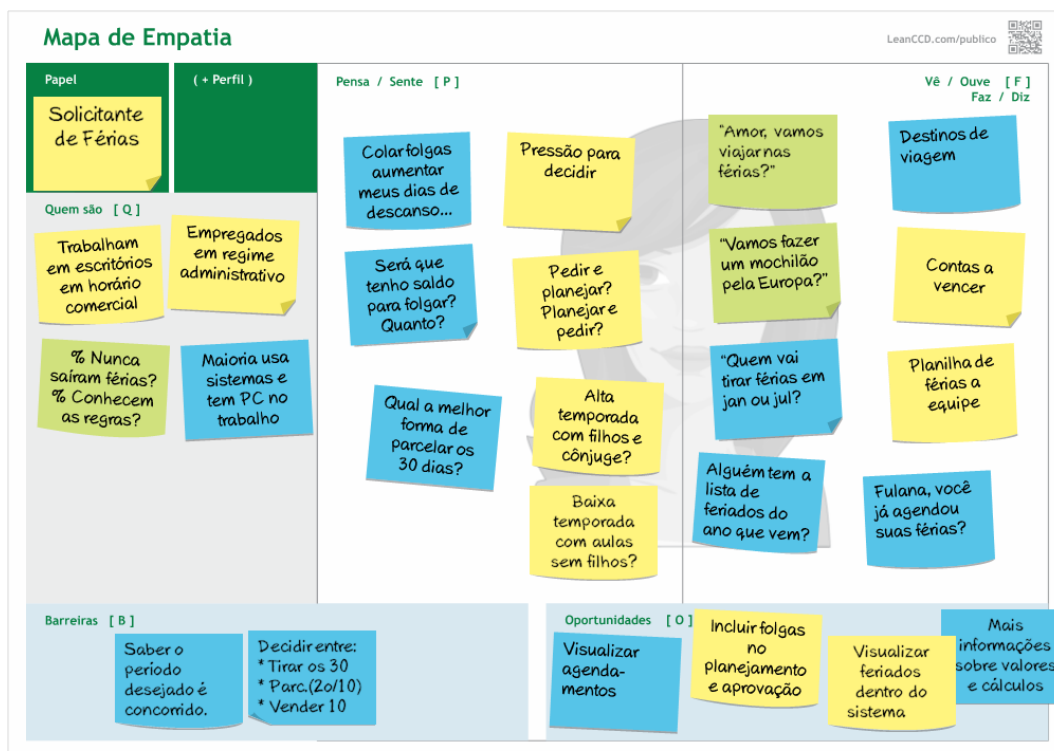 Mapa de Empatia
LeanCCD.com/publico
Papel
( + Perfil )
Solicitante
de Férias
Quem são [ Q ]
Trabalham
em escritórios
em horário
comercial
Empregados
em regime
administrativo
% Nunca
saíram férias?
% Conhecem
as regras?
Maioria usa
sistemas e
tem PC no
trabalho
Pensa / Sente [ P ]
Colar folgas
aumentar
meus dias de
descanso...
Pressão para
decidir
Será que
tenho saldo
para folgar?
Quanto?
Pedir e
planejar?
Planejar e
pedir?
Qual a melhor
forma de
parcelar os
30 dias?
Alta
temporada
com filhos e
cônjuge?
Baixa
temporada
com aulas
sem filhos?
Vê / Ouve [ F ]
Faz / Diz
"Amor, vamos
viajar nas
férias?"
Destinos de
viagem
"Vamos fazer
um mochilão
pela Europa?"
Contas a
vencer
"Quem vai
tirar férias em
jan ou jul?
Planilha de
férias a
equipe
Alguém tem a
lista de
feriados do
ano que vem?
Fulana, você
já agendou
suas férias?
Barreiras [ B ]
Saber o
periodo
desejado é
concorrido.
Decidir entre:
* Tirar os 30
* Parc.(2o/10)
* Vender 10
Oportunidades [ O ]
Visualizar
agenda-
mentos
Incluir folgas
no
planejamento
e aprovação
Visualizar
feriados
dentro do
sistema
Mais
informações
sobre valores
e cálculos